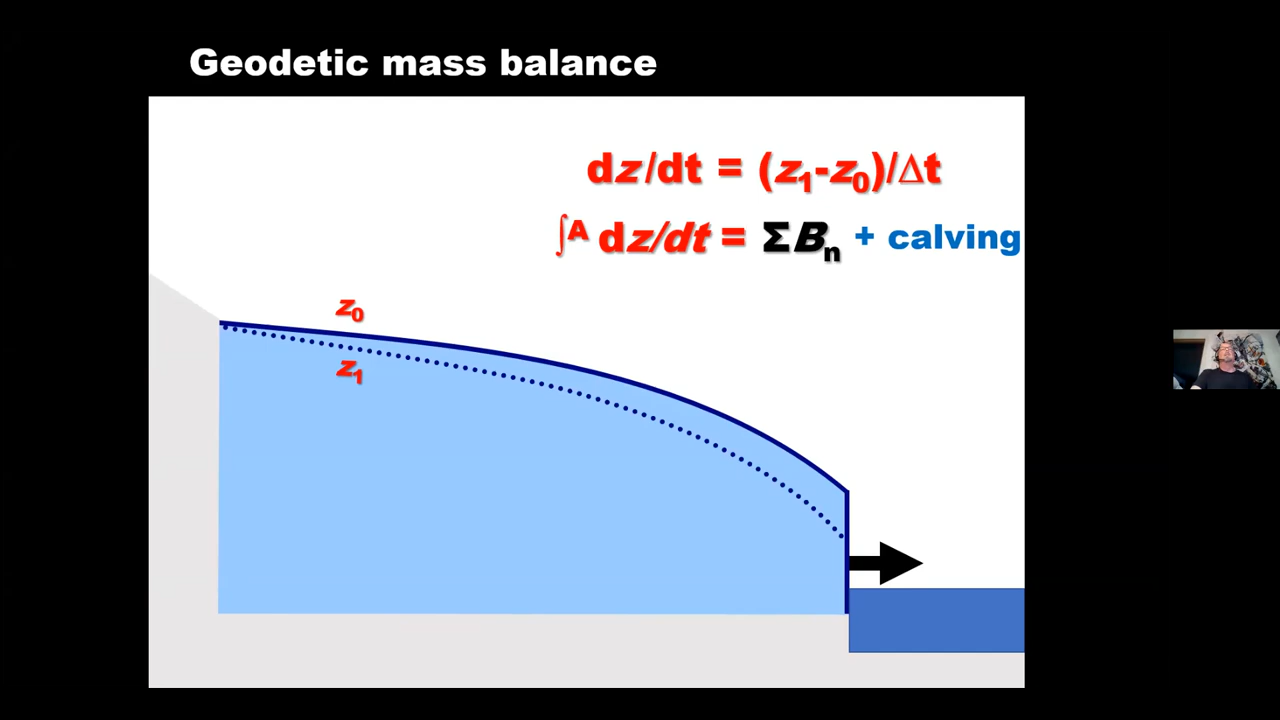 Geodetic mass balance
dz/dt = (z₁-z₀)/Δt
∫ᴬ dz/dt = ΣBₙ + calving
z₀
z₁